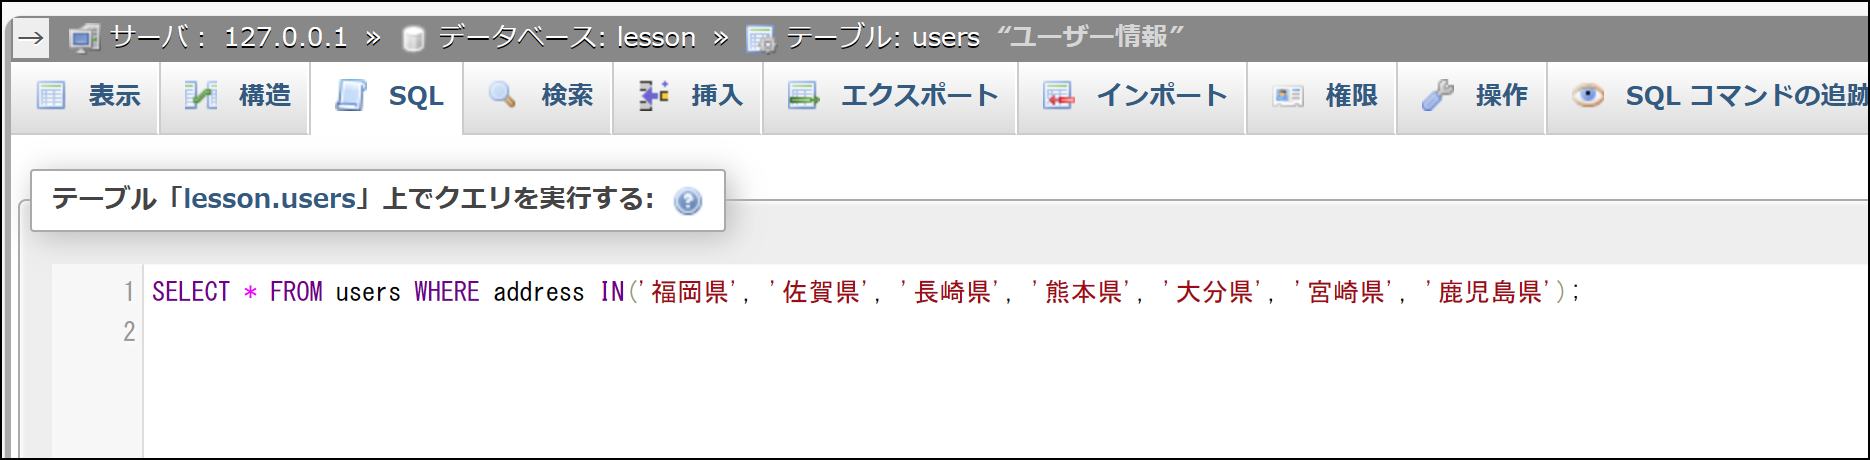 → サーバ: 127.0.0.1 » データベース: lesson » テーブル: users “ユーザー情報”
表示 構造 SQL 検索 挿入 エクスポート インポート 権限 操作 SQL コマンドの追跡
テーブル「lesson.users」上でクエリを実行する:
1 SELECT * FROM users WHERE address IN('福岡県', '佐賀県', '長崎県', '熊本県', '大分県', '宮崎県', '鹿児島県');
2